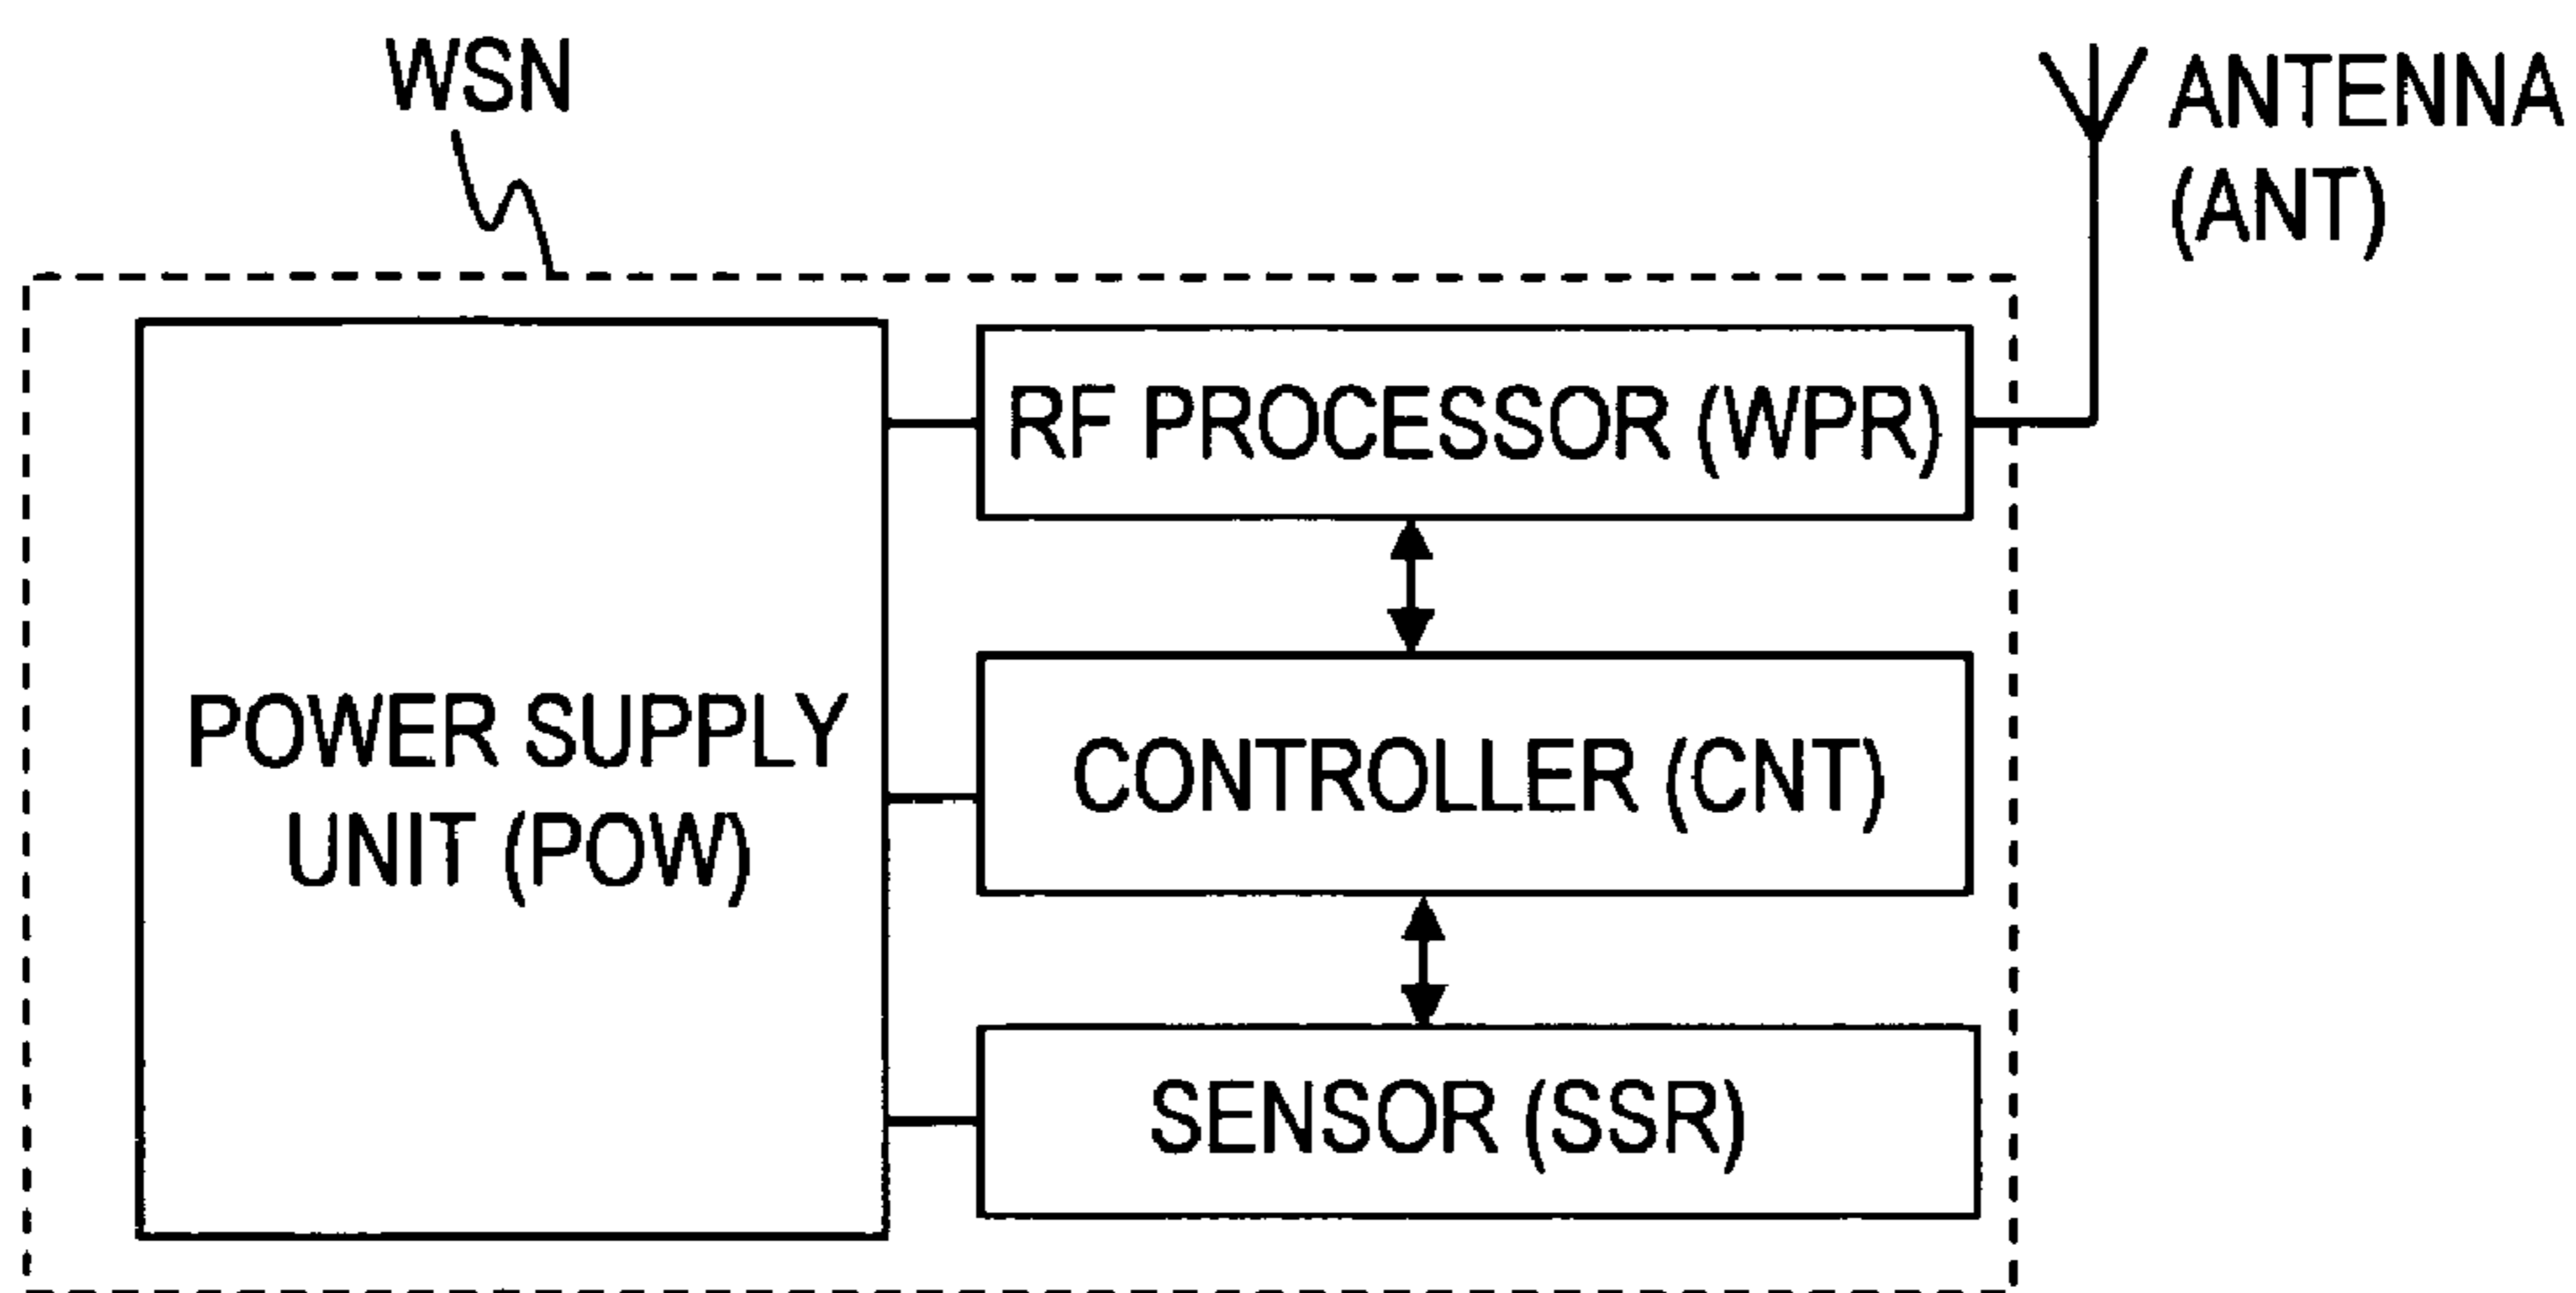 WSN
ANTENNA
(ANT)
RF PROCESSOR (WPR)
POWER SUPPLY
UNIT (POW)
CONTROLLER (CNT)
SENSOR (SSR)